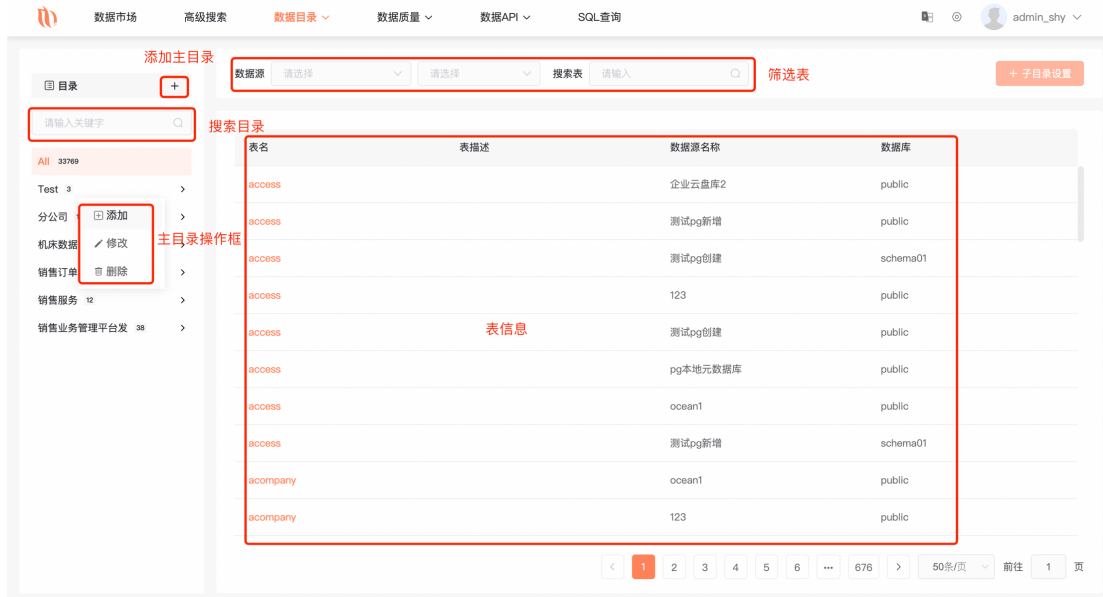 数据市场 高级搜索 数据目录 数据质量 数据API SQL查询 admin_shy
添加主目录
目录 +
数据源 请选择 请选择 搜索表 请输入 筛选表 + 子目录设置
请输入关键字 搜索目录
All 33769
Test 3
分公司
机床数据
销售订单
销售服务 12
销售业务管理平台发 38
添加
修改
删除
主目录操作框
表名 表描述 数据源名称 数据库
access 企业云盘库2 public
access 测试pg新增 public
access 测试pg创建 schema01
access 123 public
access 测试pg创建 public
表信息
access pg本地元数据库 public
access ocean1 public
access 测试pg新增 schema01
acompany ocean1 public
acompany 123 public
1 2 3 4 5 6 ••• 676 50条/页 前往 1 页